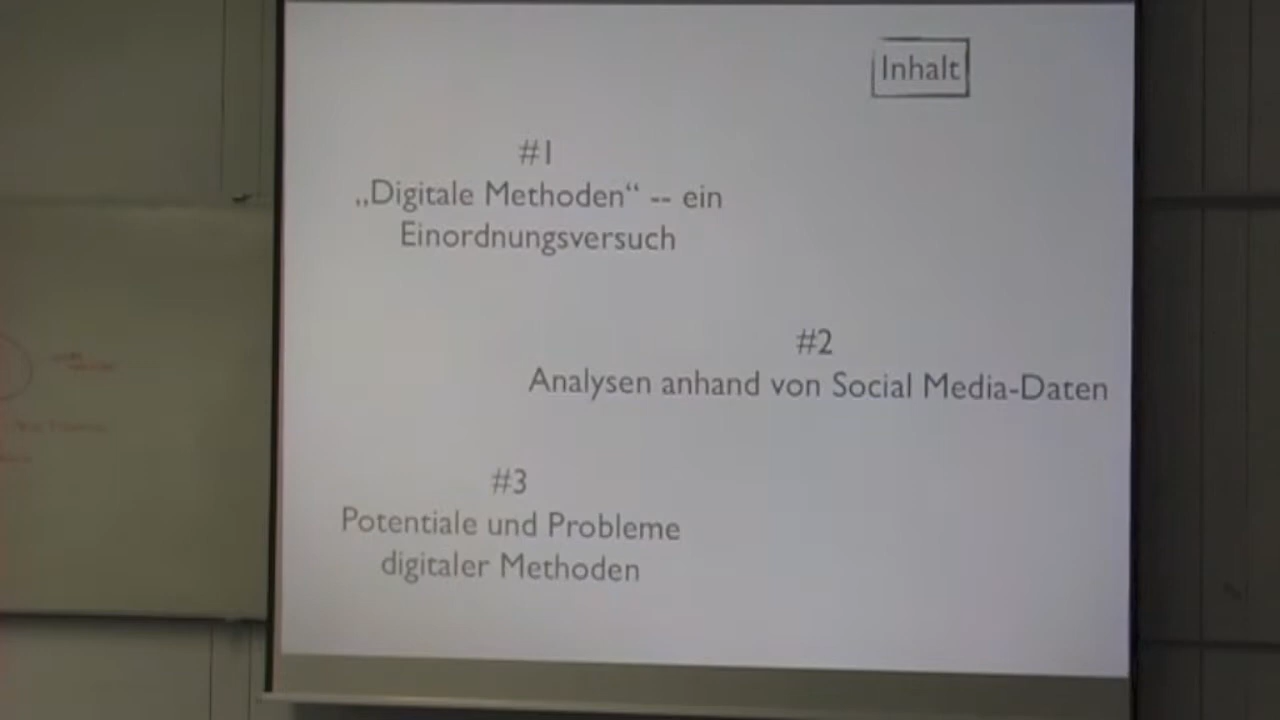 Inhalt
#1
„Digitale Methoden“ -- ein
Einordnungsversuch
#2
Analysen anhand von Social Media-Daten
#3
Potentiale und Probleme
digitaler Methoden